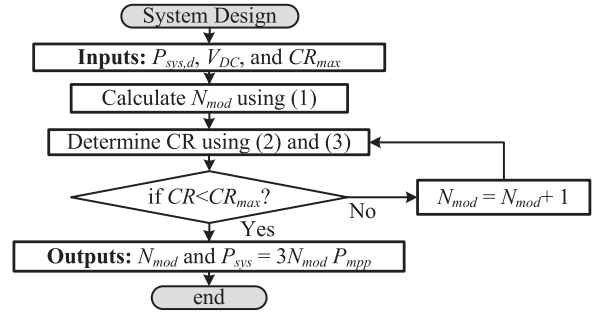 System Design
Inputs: P_sys,d, V_DC, and CR_max
Calculate N_mod using (1)
Determine CR using (2) and (3)
if CR<CR_max?
No
N_mod = N_mod + 1
Yes
Outputs: N_mod and P_sys = 3N_mod P_mpp
end